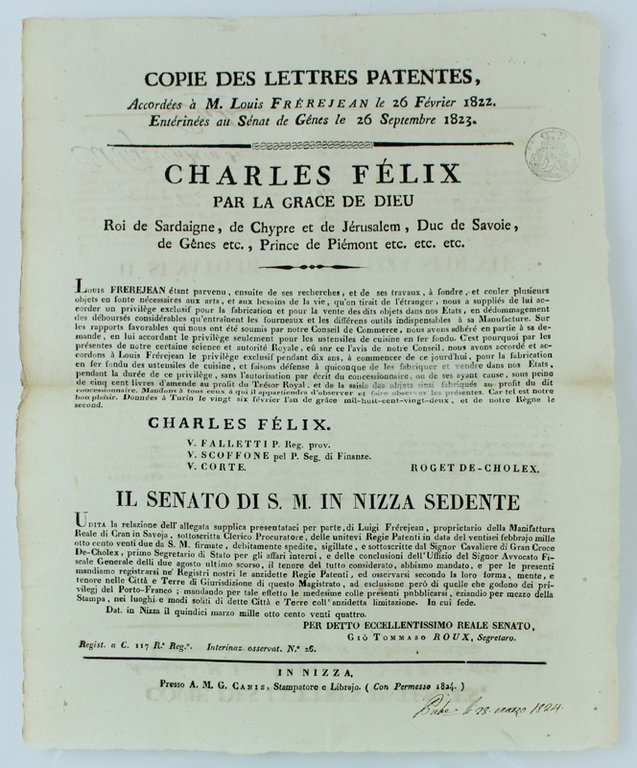 COPIE DES LETTRES PATENTES,
Accordées à M. Louis FRÉREJEAN le 26 Février 1822.
Entérinées au Sénat de Gênes le 26 Septembre 1823.
CHARLES FÉLIX
PAR LA GRACE DE DIEU
Roi de Sardaigne, de Chypre et de Jérusalem, Duc de Savoie,
de Gênes etc., Prince de Piémont etc. etc. etc.
LOUIS FREREJEAN étant parvenu, ensuite de ses recherches, et de ses travaux, à fondre, et couler plusieurs
objets en fonte nécessaires aux arts, et aux besoins de la vie, qu'on tirait de l'étranger, nous a suppliés de lui ac-
corder un privilège exclusif pour la fabrication et pour la vente des dits objets dans nos Etats, en dédommagement
des déboursés considérables qu'entraînent les fourneaux et les différens outils indispensables à sa Manufacture. Sur
les rapports favorables qui nous ont été soumis par notre Conseil de Commerce, nous avons adhéré en partie à sa de-
mande, en lui accordant le privilège seulement pour les ustensiles de cuisine en fer fondu. C'est pourquoi par les
présentes de notre certaine science et autorité Royale, eû sur ce l'avis de notre Conseil, nous avons accordé et ac-
cordons à Louis Frérejean le privilège exclusif pendant dix ans, à commencer de ce jourd'hui, pour la fabrication
en fer fondu des ustensiles de cuisine, et faisons défense à quiconque de les fabriquer et vendre dans nos Etats,
pendant la durée de ce privilège, sans l'autorisation par écrit du concessionnaire, ou de ses ayant cause, sous peine
de cinq cent livres d'amende au profit du Trésor Royal, et de la saisie des objets ainsi fabriqués au profit du dit
concessionnaire. Mandons à tous ceux à qui il appartiendra d'observer et faire observer les présentes. Car tel est notre
bon plaisir. Données à Turin le vingt six février l'an de grâce mil-huit-cent-vingt-deux, et de notre Règne le
second.
CHARLES FÉLIX.
V. FALLETTI P. Reg. prov.
V. SCOFFONE pel P. Seg. di Finanze.
V. CORTE. ROGET DE-CHOLEX.
IL SENATO DI S. M. IN NIZZA SEDENTE
UDITA la relazione dell'allegata supplica presentataci per parte, di Luigi Frérejean, proprietario della Manifattura
Reale di Cran in Savoja, sottoscritta Clerico Procuratore, delle unitevi Regie Patenti in data del ventisei febbrajo mille
otto cento venti due da S. M. firmate, debitamente spedite, sigillate, e sottoscritte dal Signor Cavaliere di Gran Croce
De-Cholex, primo Segretario di Stato per gli affari interni, e delle conclusioni dell'Uffizio del Signor Avvocato Fi-
scale Generale delli due agosto ultimo scorso, il tenore del tutto considerato, abbiamo mandato, e per le presenti
mandiamo registrarsi ne' Registri nostri le anzidette Regie Patenti, ed osservarsi secondo la loro forma, mente, e
tenore nelle Città e Terre di Giurisdizione di questo Magistrato, ad esclusione però di quelle che godono dei pri-
vilegj del Porto-Franco; mandando per tale effetto le medesime colle presenti pubblicarsi, eziandio per mezzo della
Stampa, nei luoghi e modi soliti di dette Città e Terre coll'anzidetta limitazione. In cui fede.
Dat. in Nizza il quindici marzo mille otto cento venti quattro.
PER DETTO ECCELLENTISSIMO REALE SENATO,
GIÒ TOMMASO ROUX, Segretaro.
Regist. a C. 117 R.° Reg.° Interinaz. osservat. N.° 26.
IN NIZZA,
Presso A. M. G. CANIS, Stampatore e Librajo. ( Con Permesso 1824. )
28 marzo 1824